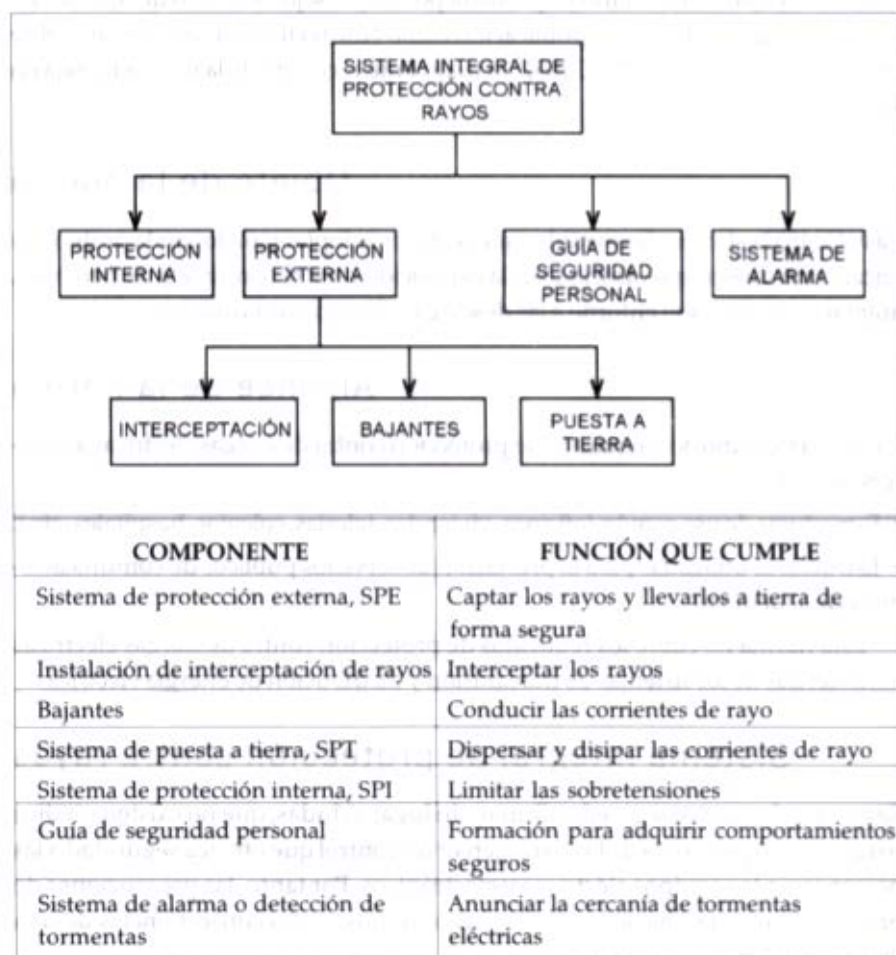 SISTEMA INTEGRAL DE
PROTECCIÓN CONTRA
RAYOS
PROTECCIÓN
INTERNA
PROTECCIÓN
EXTERNA
GUÍA DE
SEGURIDAD
PERSONAL
SISTEMA DE
ALARMA
INTERCEPTACIÓN
BAJANTES
PUESTA A
TIERRA
COMPONENTE
FUNCIÓN QUE CUMPLE
Sistema de protección externa, SPE
Captar los rayos y llevarlos a tierra de
forma segura
Instalación de interceptación de rayos
Interceptar los rayos
Bajantes
Conducir las corrientes de rayo
Sistema de puesta a tierra, SPT
Dispersar y disipar las corrientes de rayo
Sistema de protección interna, SPI
Limitar las sobretensiones
Guía de seguridad personal
Formación para adquirir comportamientos
seguros
Sistema de alarma o detección de
tormentas
Anunciar la cercanía de tormentas
eléctricas